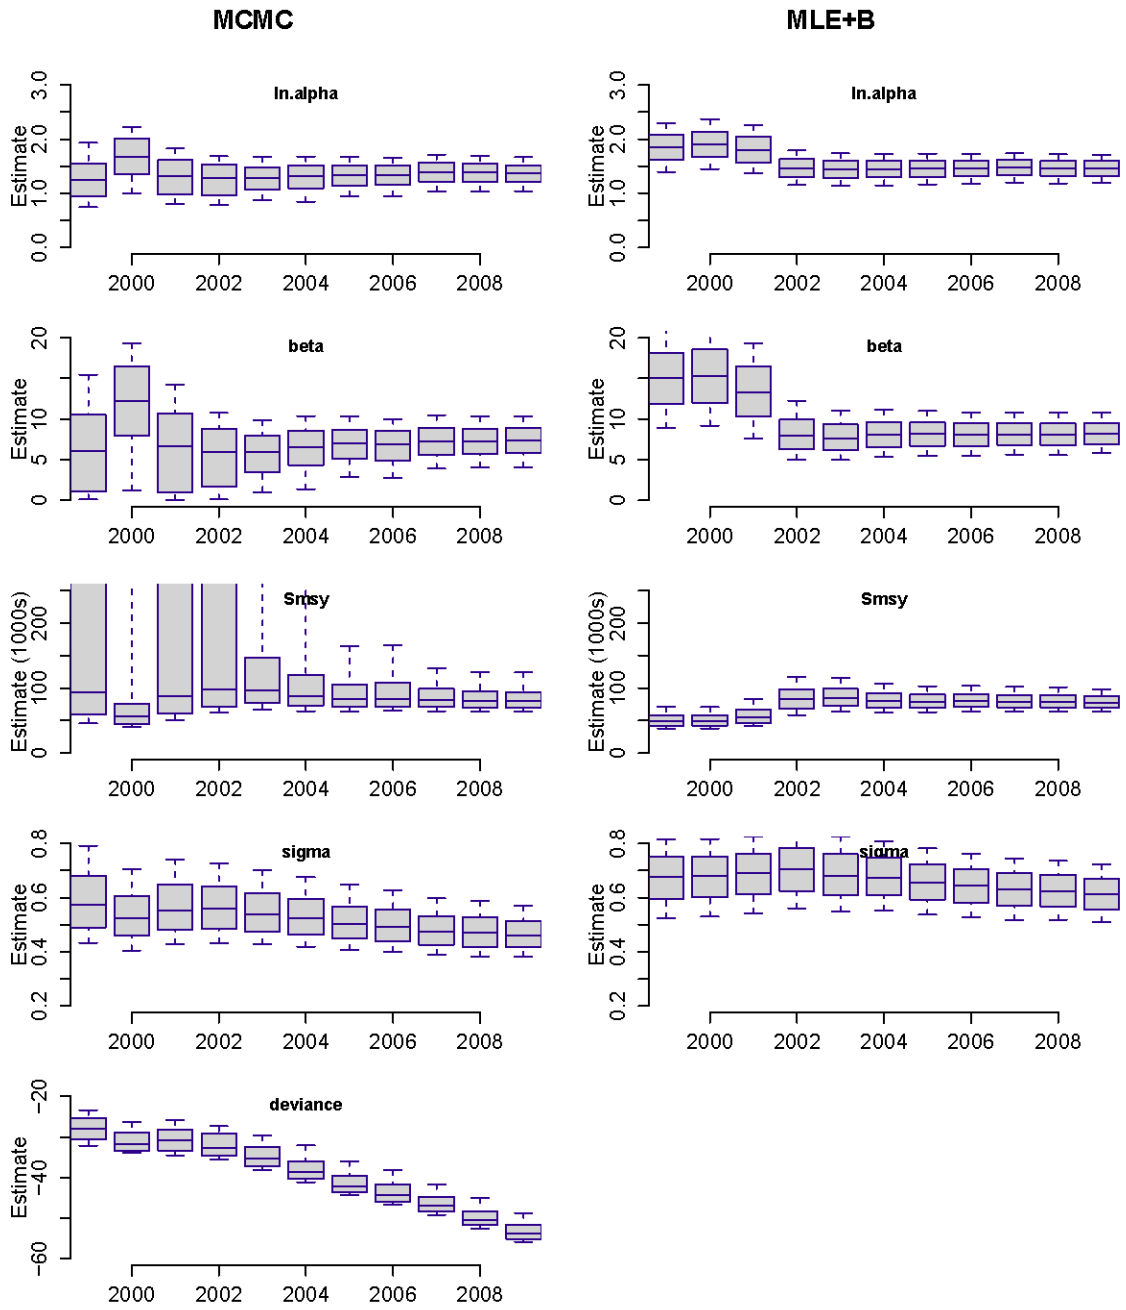 MCMC MLE+B
ln.alpha ln.alpha
Estimate Estimate
3.0 3.0
2.0 2.0
1.0 1.0
0.0 0.0
2000 2002 2004 2006 2008 2000 2002 2004 2006 2008
beta beta
Estimate Estimate
20 20
10 10
5 5
0 0
2000 2002 2004 2006 2008 2000 2002 2004 2006 2008
Smsy Smsy
Estimate (1000s) Estimate (1000s)
200 200
100 100
0 0
2000 2002 2004 2006 2008 2000 2002 2004 2006 2008
sigma sigma
Estimate Estimate
0.8 0.8
0.6 0.6
0.4 0.4
0.2 0.2
2000 2002 2004 2006 2008 2000 2002 2004 2006 2008
deviance
Estimate
−20
−40
−60
2000 2002 2004 2006 2008